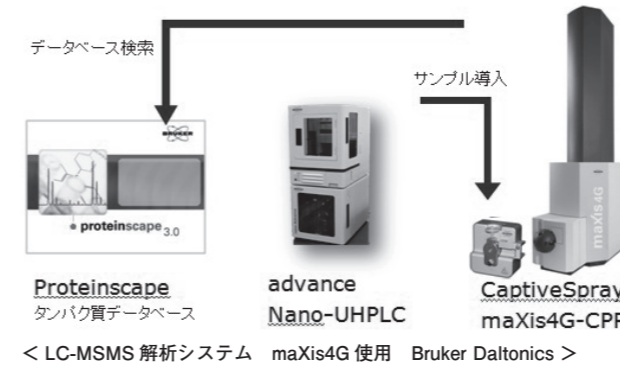 データベース検索
サンプル導入
BRUKER
proteinscape 3.0
maXis4G
Proteinscape
タンパク質データベース
advance
Nano-UHPLC
CaptiveSpray
maXis4G-CPR
< LC-MSMS 解析システム　maXis4G 使用　Bruker Daltonics >